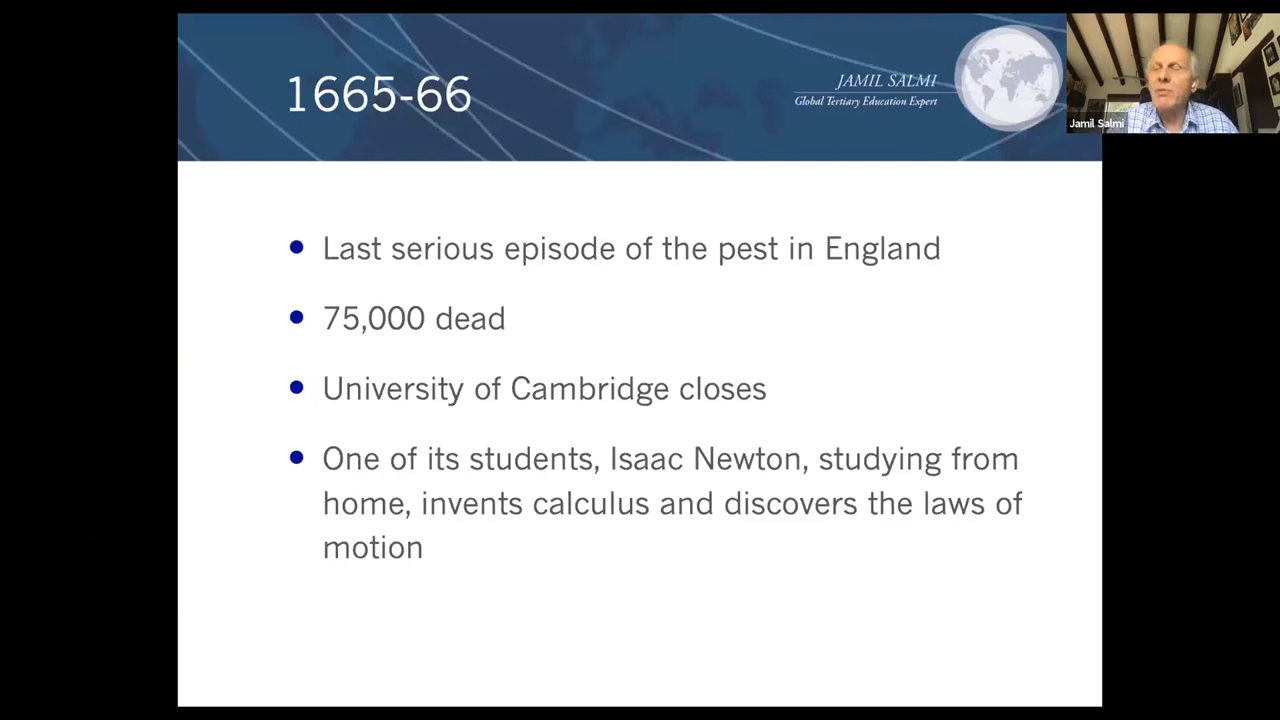 1665-66
JAMIL SALMI
Global Tertiary Education Expert
Jamil Salmi
Last serious episode of the pest in England
75,000 dead
University of Cambridge closes
One of its students, Isaac Newton, studying from
home, invents calculus and discovers the laws of
motion